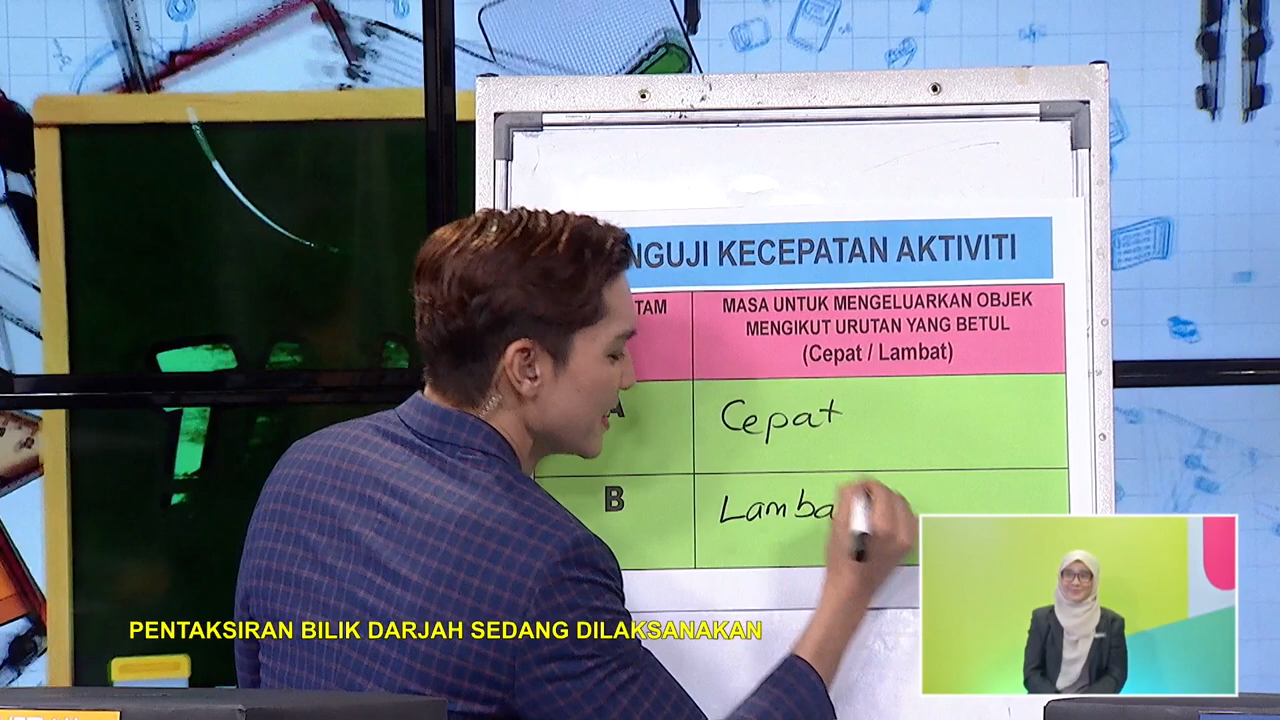 NGUJI KECEPATAN AKTIVITI
TAM
MASA UNTUK MENGELUARKAN OBJEK
MENGIKUT URUTAN YANG BETUL
(Cepat / Lambat)
A
Cepat
B
Lamba
PENTAKSIRAN BILIK DARJAH SEDANG DILAKSANAKAN